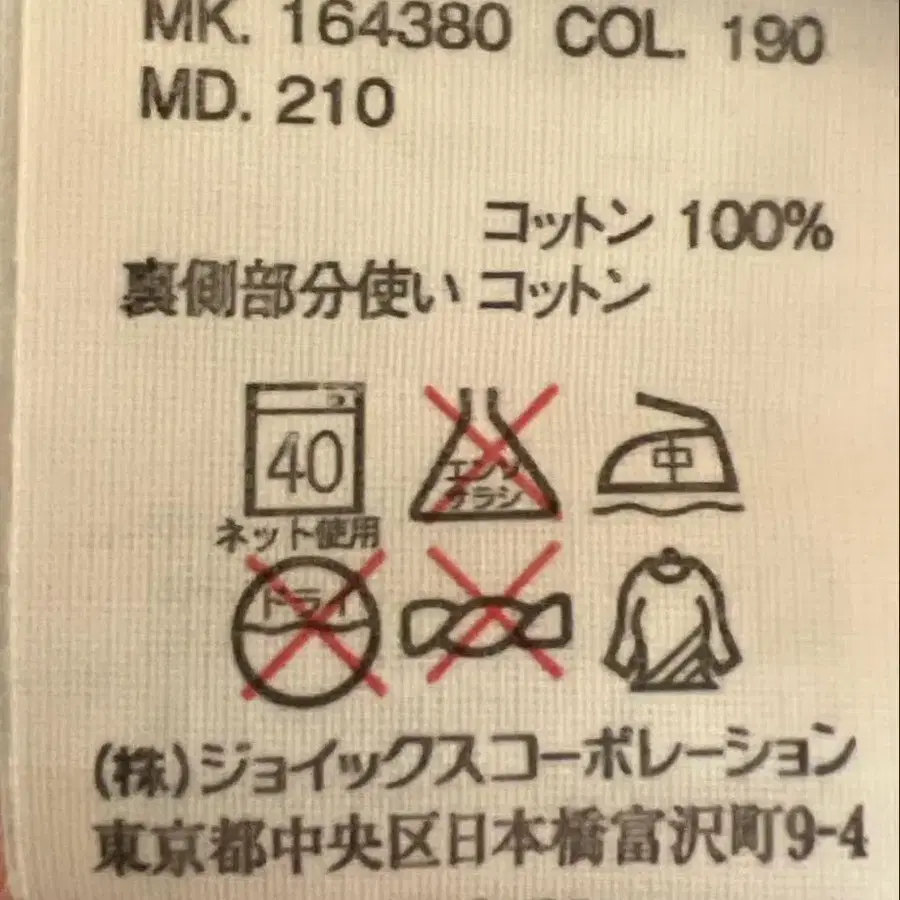 MK. 164380 COL. 190
MD. 210
コットン 100%
裏側部分使い コットン
40
ネット使用
エンソ
サラシ
中
ドライ
(株)ジョイックスコーポレーション
東京都中央区日本橋富沢町9-4